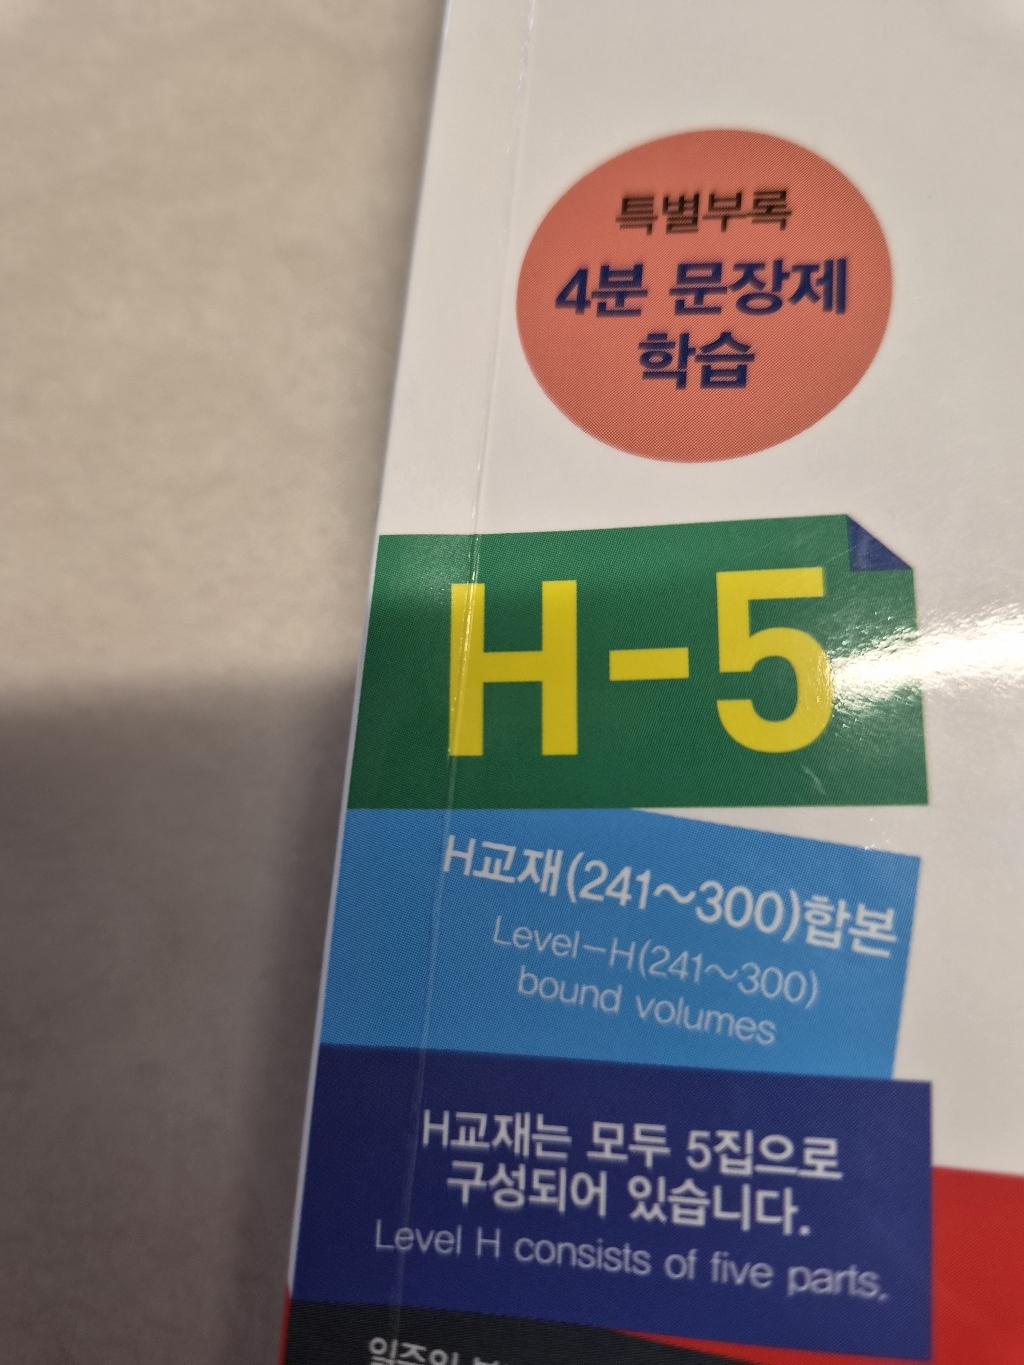 특별부록
4분 문장제
학습
H-5
H교재(241~300)합본
Level-H(241~300)
bound volumes
H교재는 모두 5집으로
구성되어 있습니다.
Level H consists of five parts.